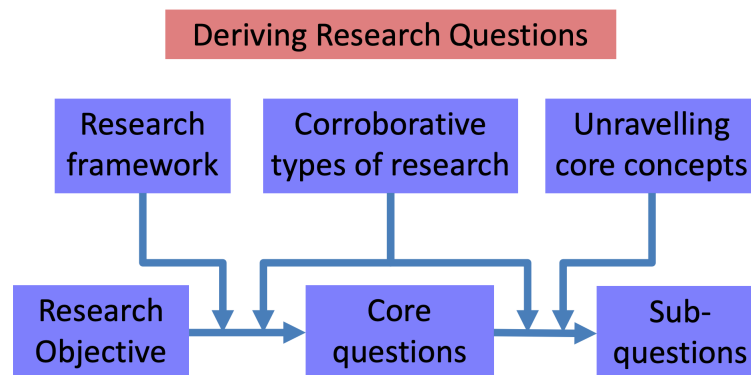 Deriving Research Questions
Research
framework
Corroborative
types of research
Unravelling
core concepts
Research
Objective
Core
questions
Sub-
questions